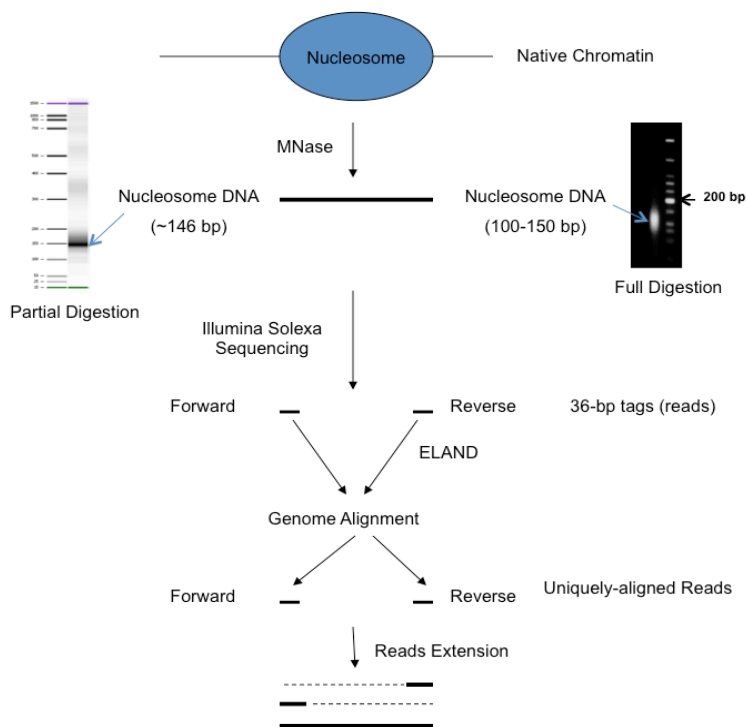 Nucleosome
Native Chromatin
MNase
Nucleosome DNA
(~146 bp)
Nucleosome DNA
(100-150 bp)
200 bp
Partial Digestion
Full Digestion
Illumina Solexa
Sequencing
Forward
Reverse
36-bp tags (reads)
ELAND
Genome Alignment
Forward
Reverse
Uniquely-aligned Reads
Reads Extension